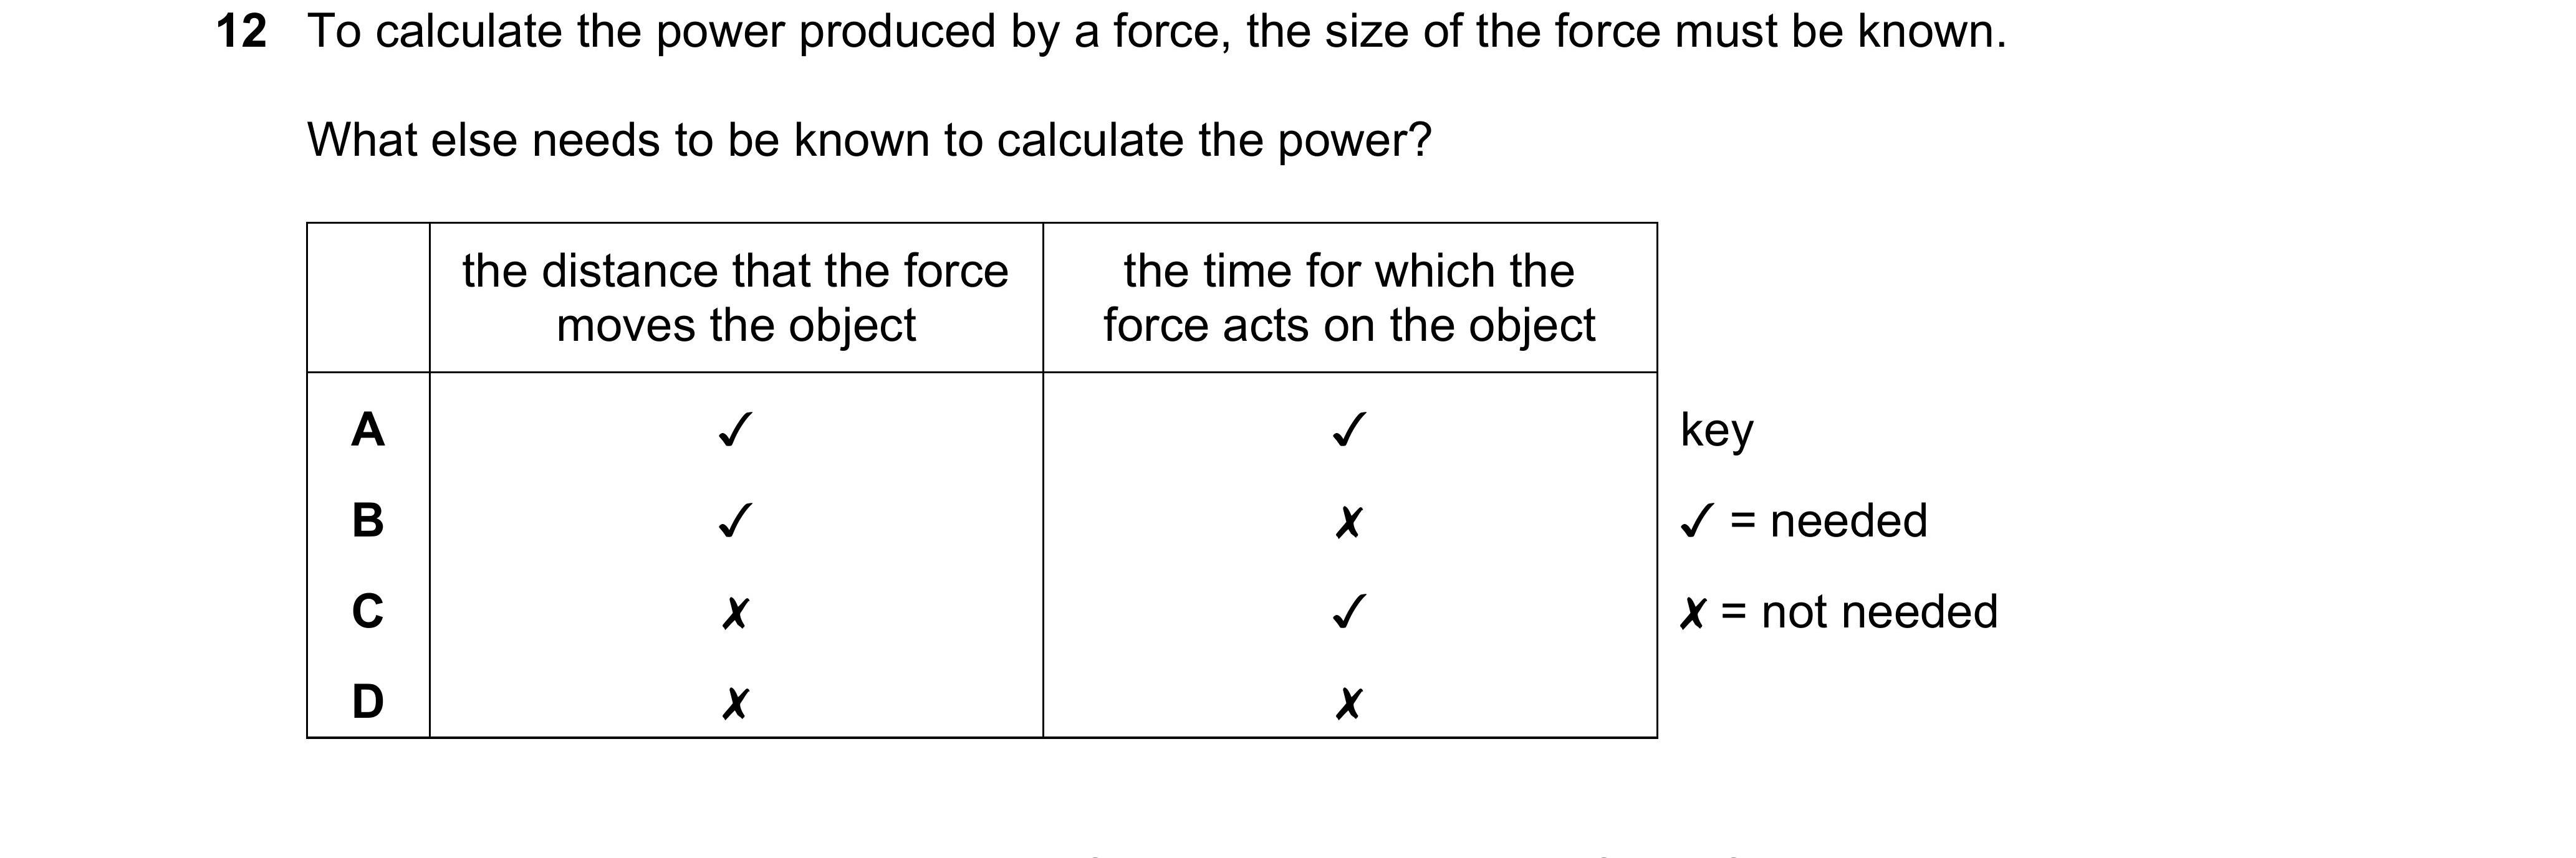 12 To calculate the power produced by a force, the size of the force must be known.
What else needs to be known to calculate the power?
the distance that the force moves the object
the time for which the force acts on the object
A ✓ ✓ key
B ✓ ✗ ✓ = needed
C ✗ ✓ ✗ = not needed
D ✗ ✗